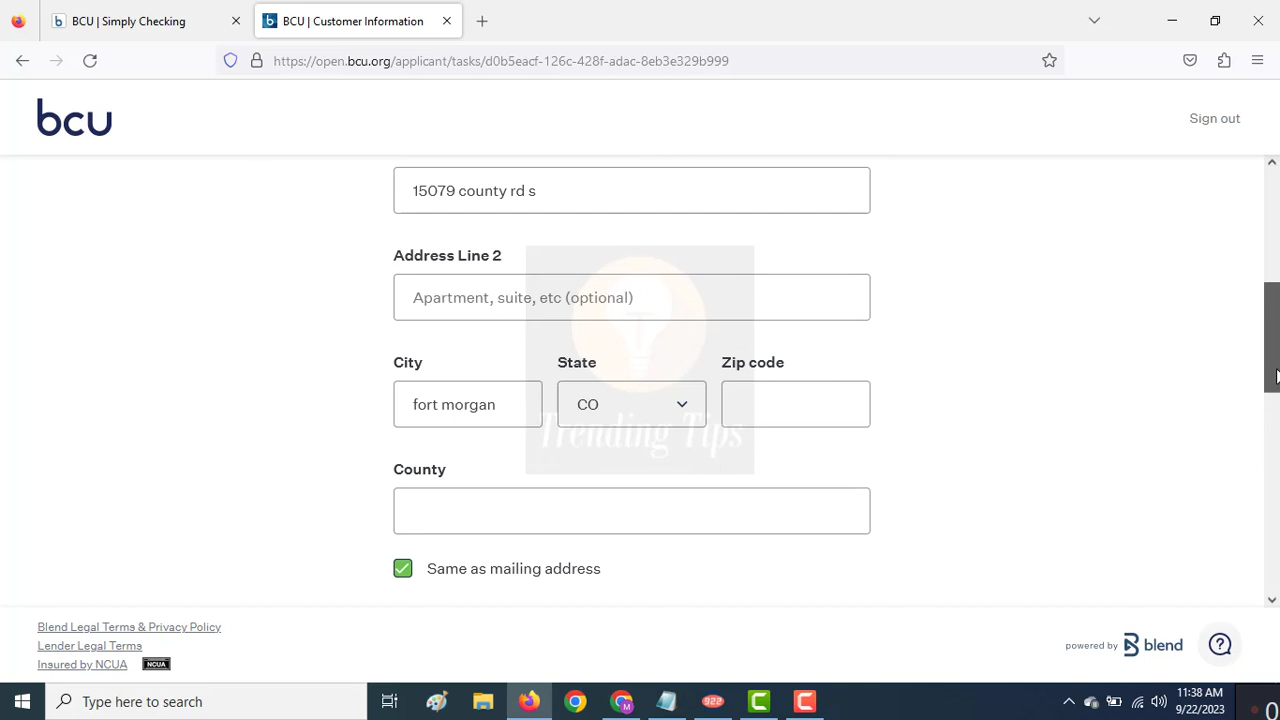 BCU | Simply Checking
BCU | Customer Information
https://open.bcu.org/applicant/tasks/d0b5eacf-126c-428f-adac-8eb3e329b999
bcu
Sign out
15079 county rd s
Address Line 2
Apartment, suite, etc (optional)
City
State
Zip code
fort morgan
CO
Trending Tips
County
Same as mailing address
Blend Legal Terms & Privacy Policy
Lender Legal Terms
Insured by NCUA
NCUA
powered by Blend
Type here to search
922
11:38 AM
9/22/2023